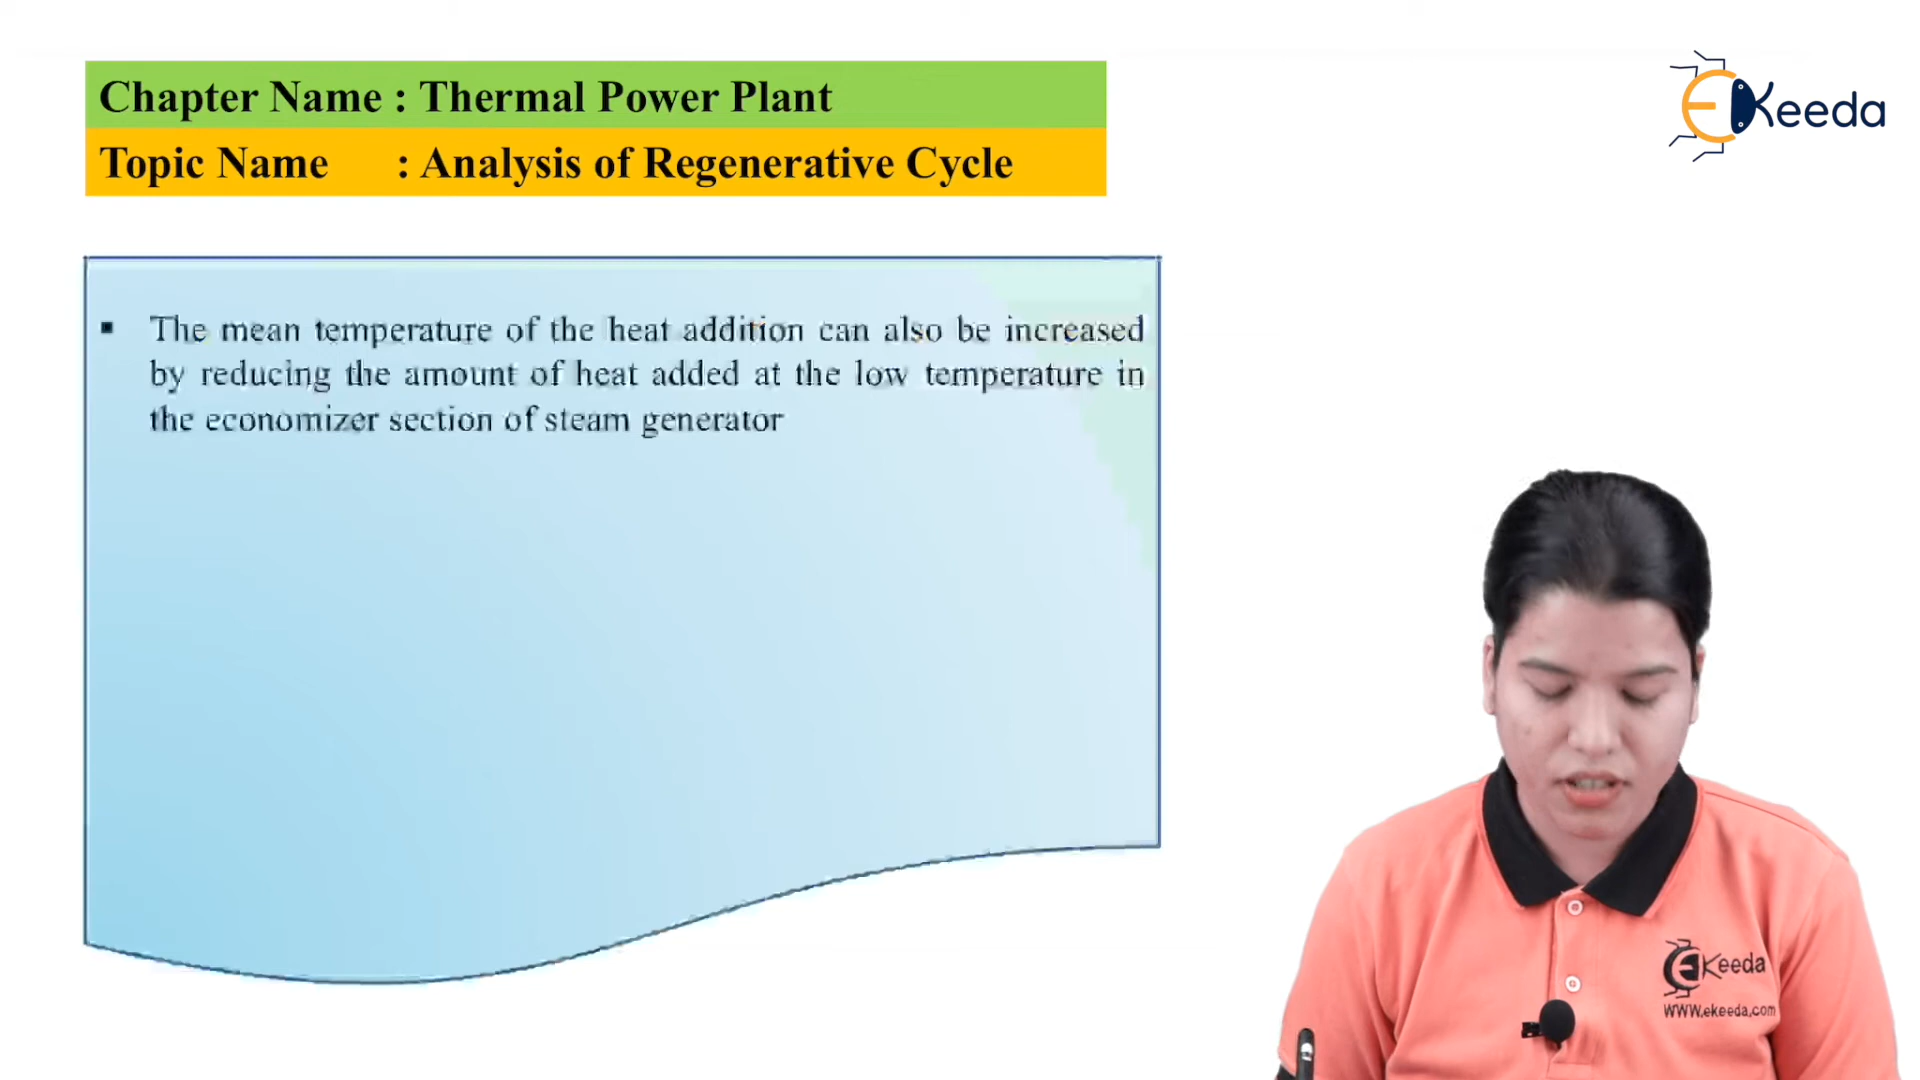 Chapter Name : Thermal Power Plant
Topic Name : Analysis of Regenerative Cycle
EKeeda
▪ The mean temperature of the heat addition can also be increased
by reducing the amount of heat added at the low temperature in
the economizer section of steam generator
EKeeda
WWW.ekeeda.com